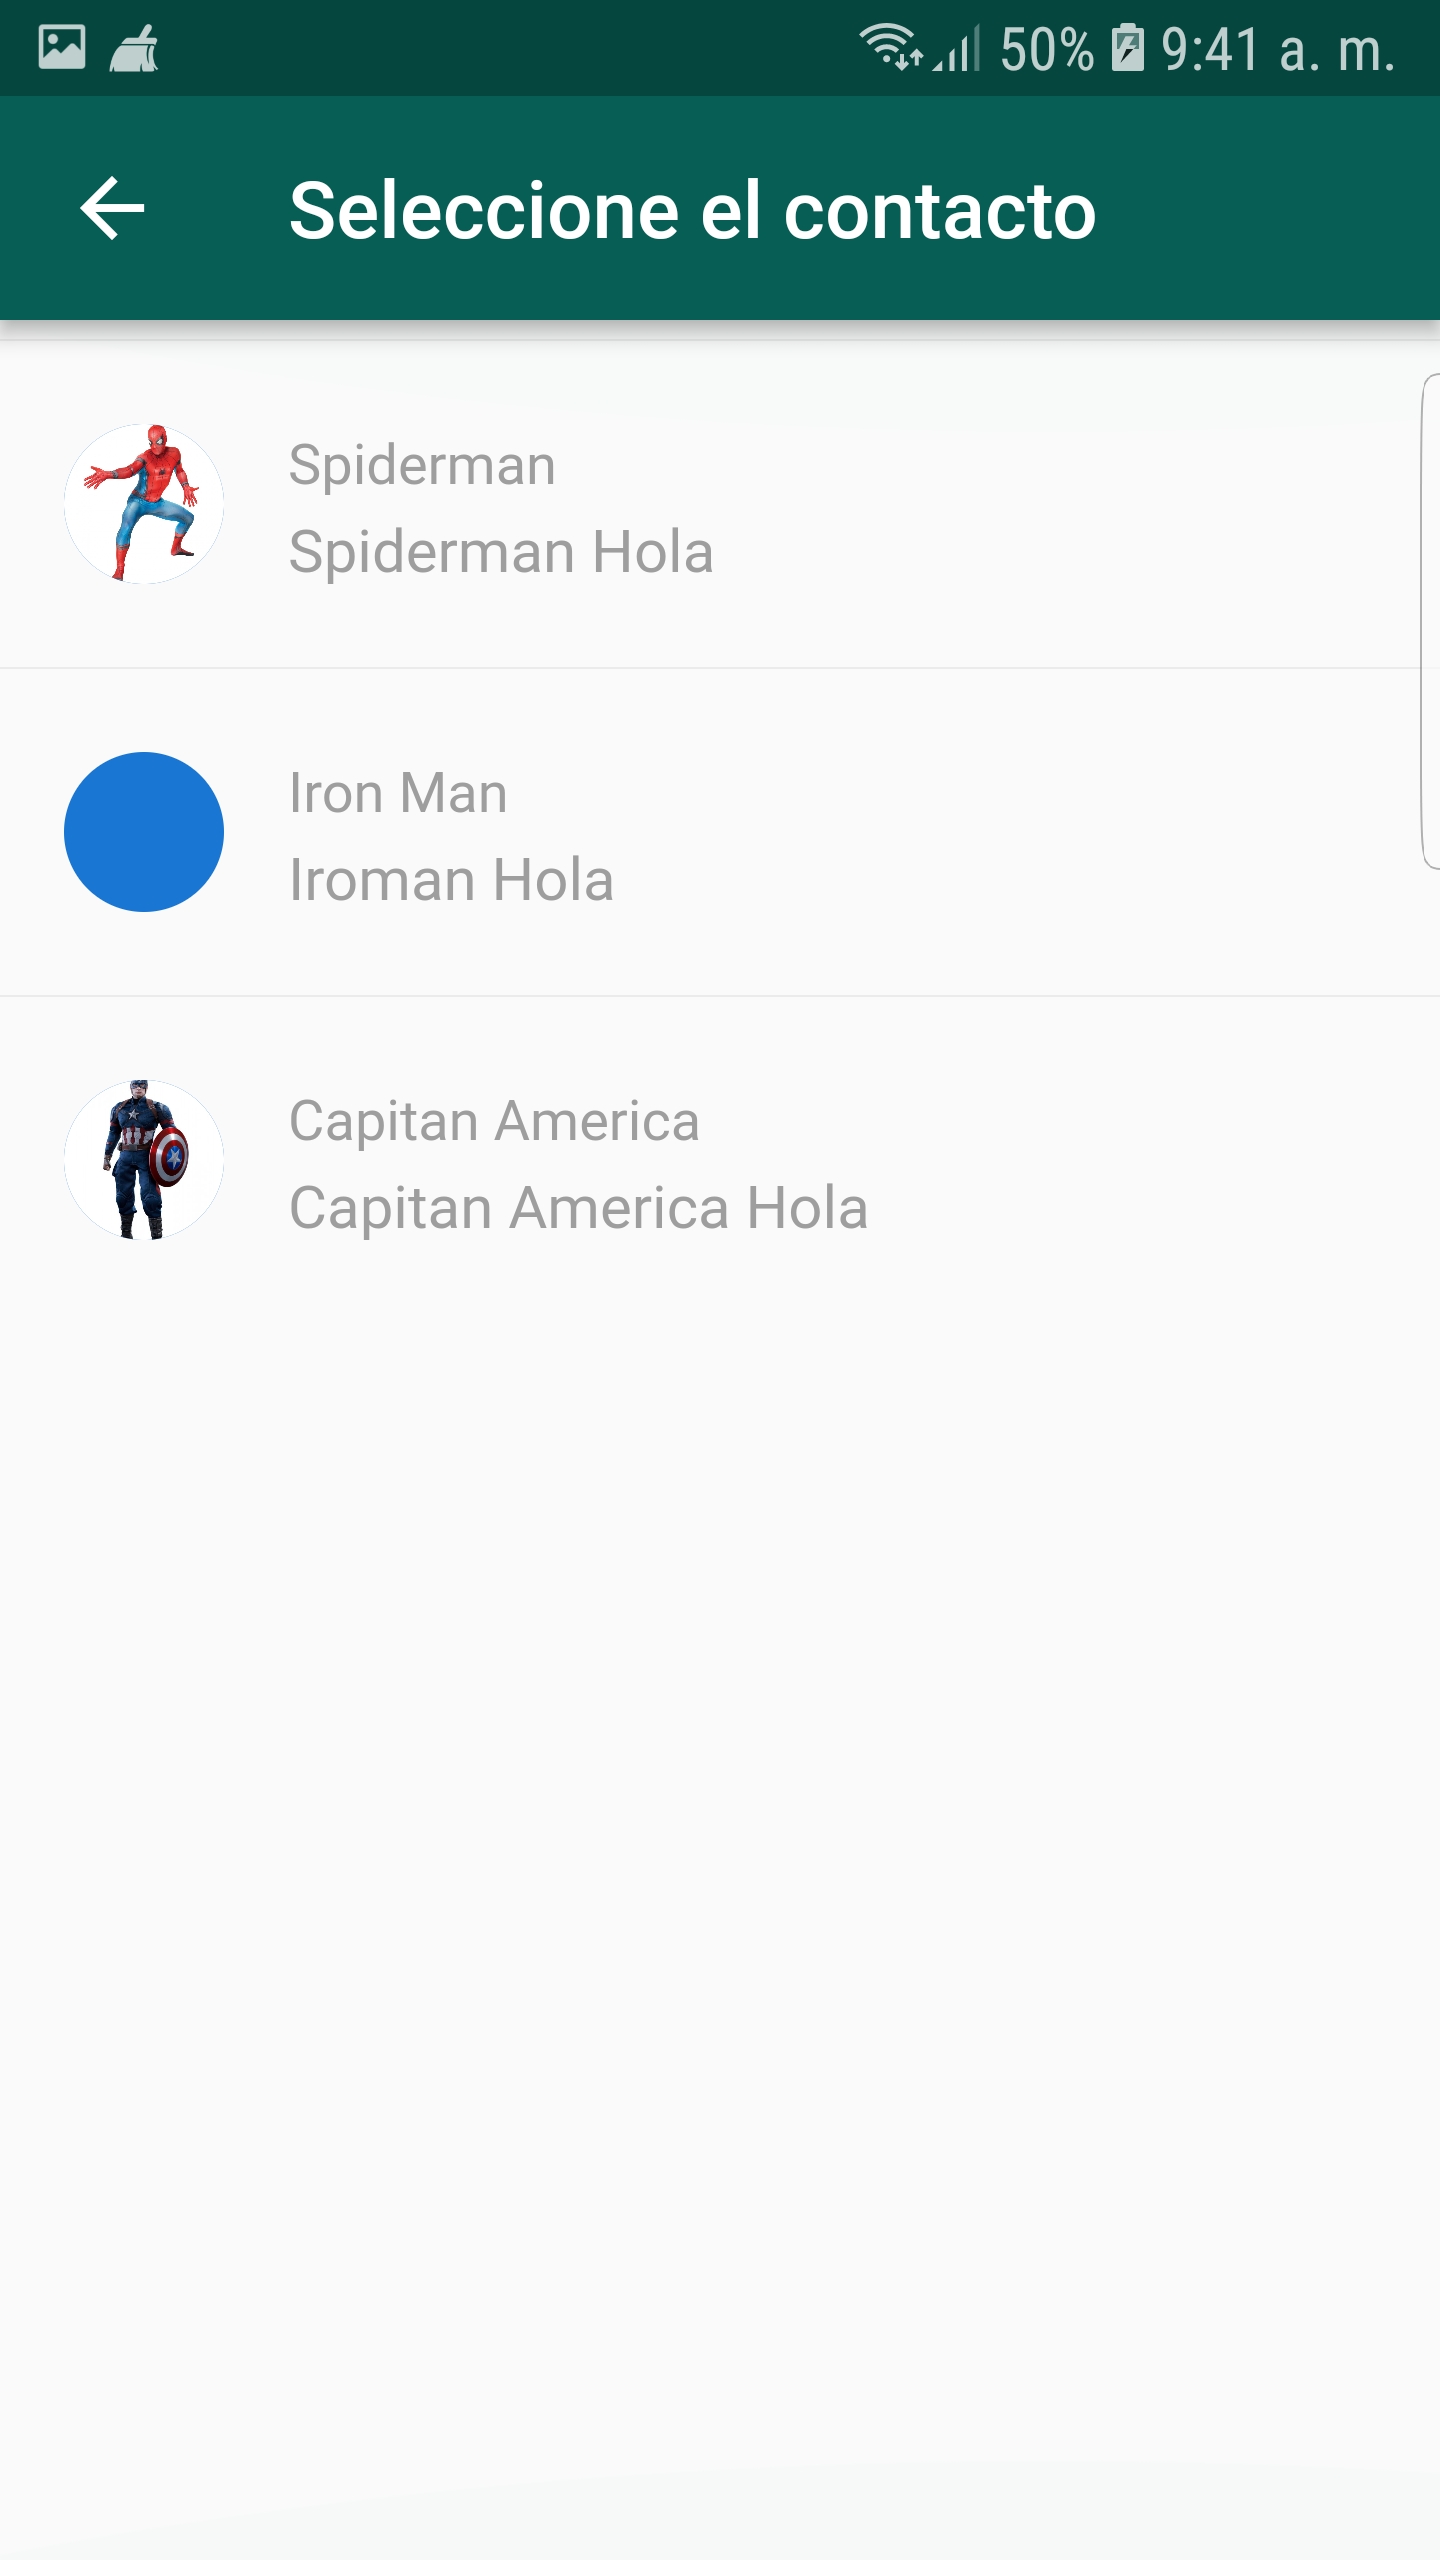 50% 9:41 a. m.
Seleccione el contacto
Spiderman
Spiderman Hola
Iron Man
Iroman Hola
Capitan America
Capitan America Hola